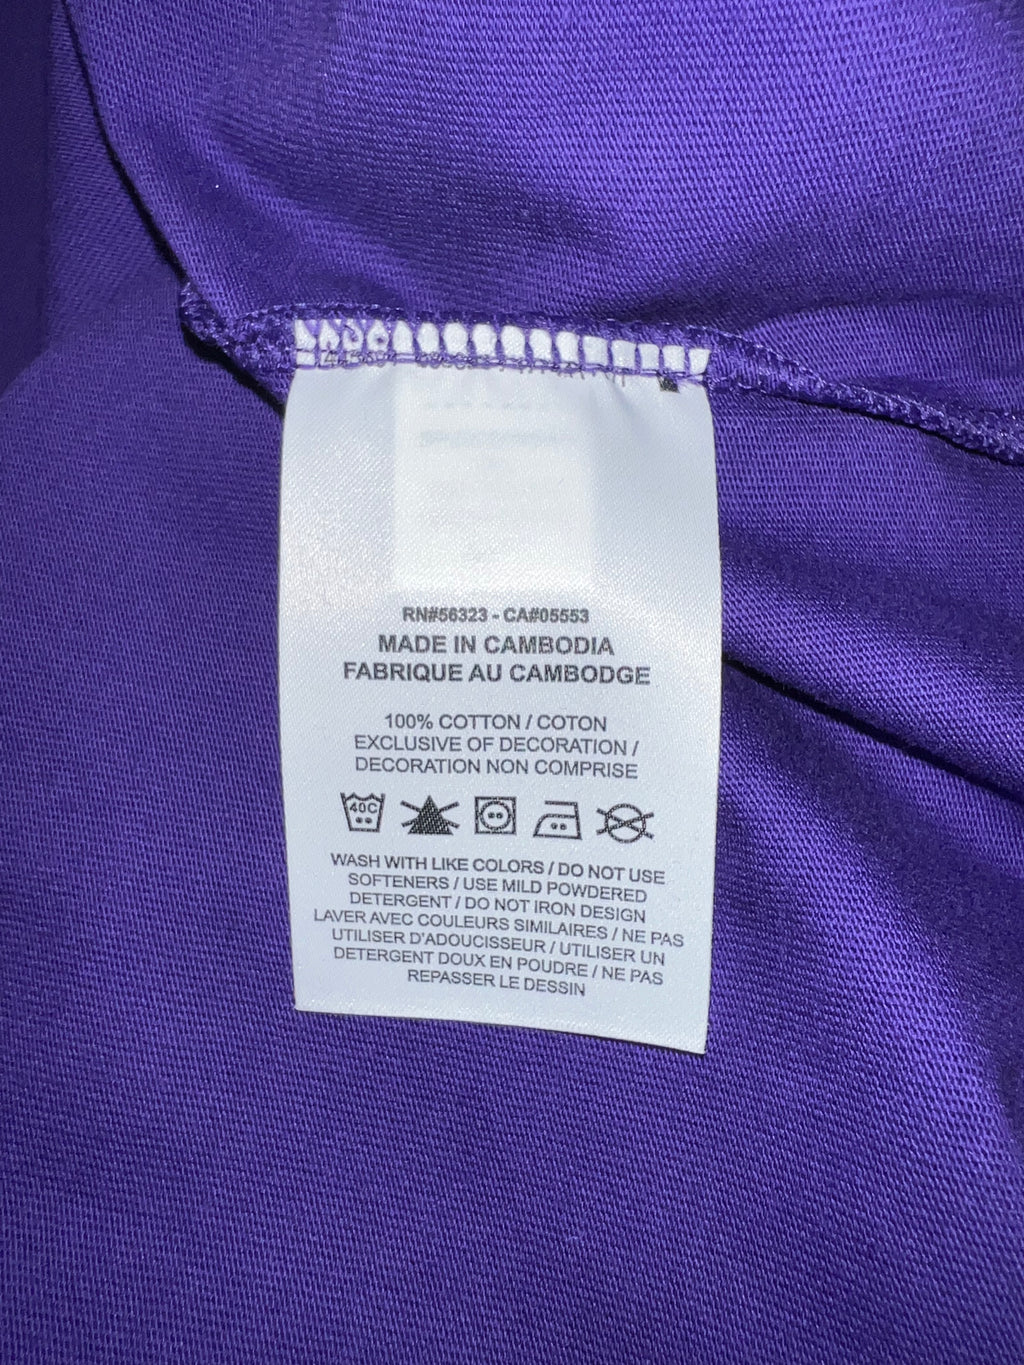 RN#56323 - CA#05553
MADE IN CAMBODIA
FABRIQUE AU CAMBODGE
100% COTTON / COTON
EXCLUSIVE OF DECORATION /
DECORATION NON COMPRISE
40C
WASH WITH LIKE COLORS / DO NOT USE
SOFTENERS / USE MILD POWDERED
DETERGENT / DO NOT IRON DESIGN
LAVER AVEC COULEURS SIMILAIRES / NE PAS
UTILISER D'ADOUCISSEUR / UTILISER UN
DETERGENT DOUX EN POUDRE / NE PAS
REPASSER LE DESSIN